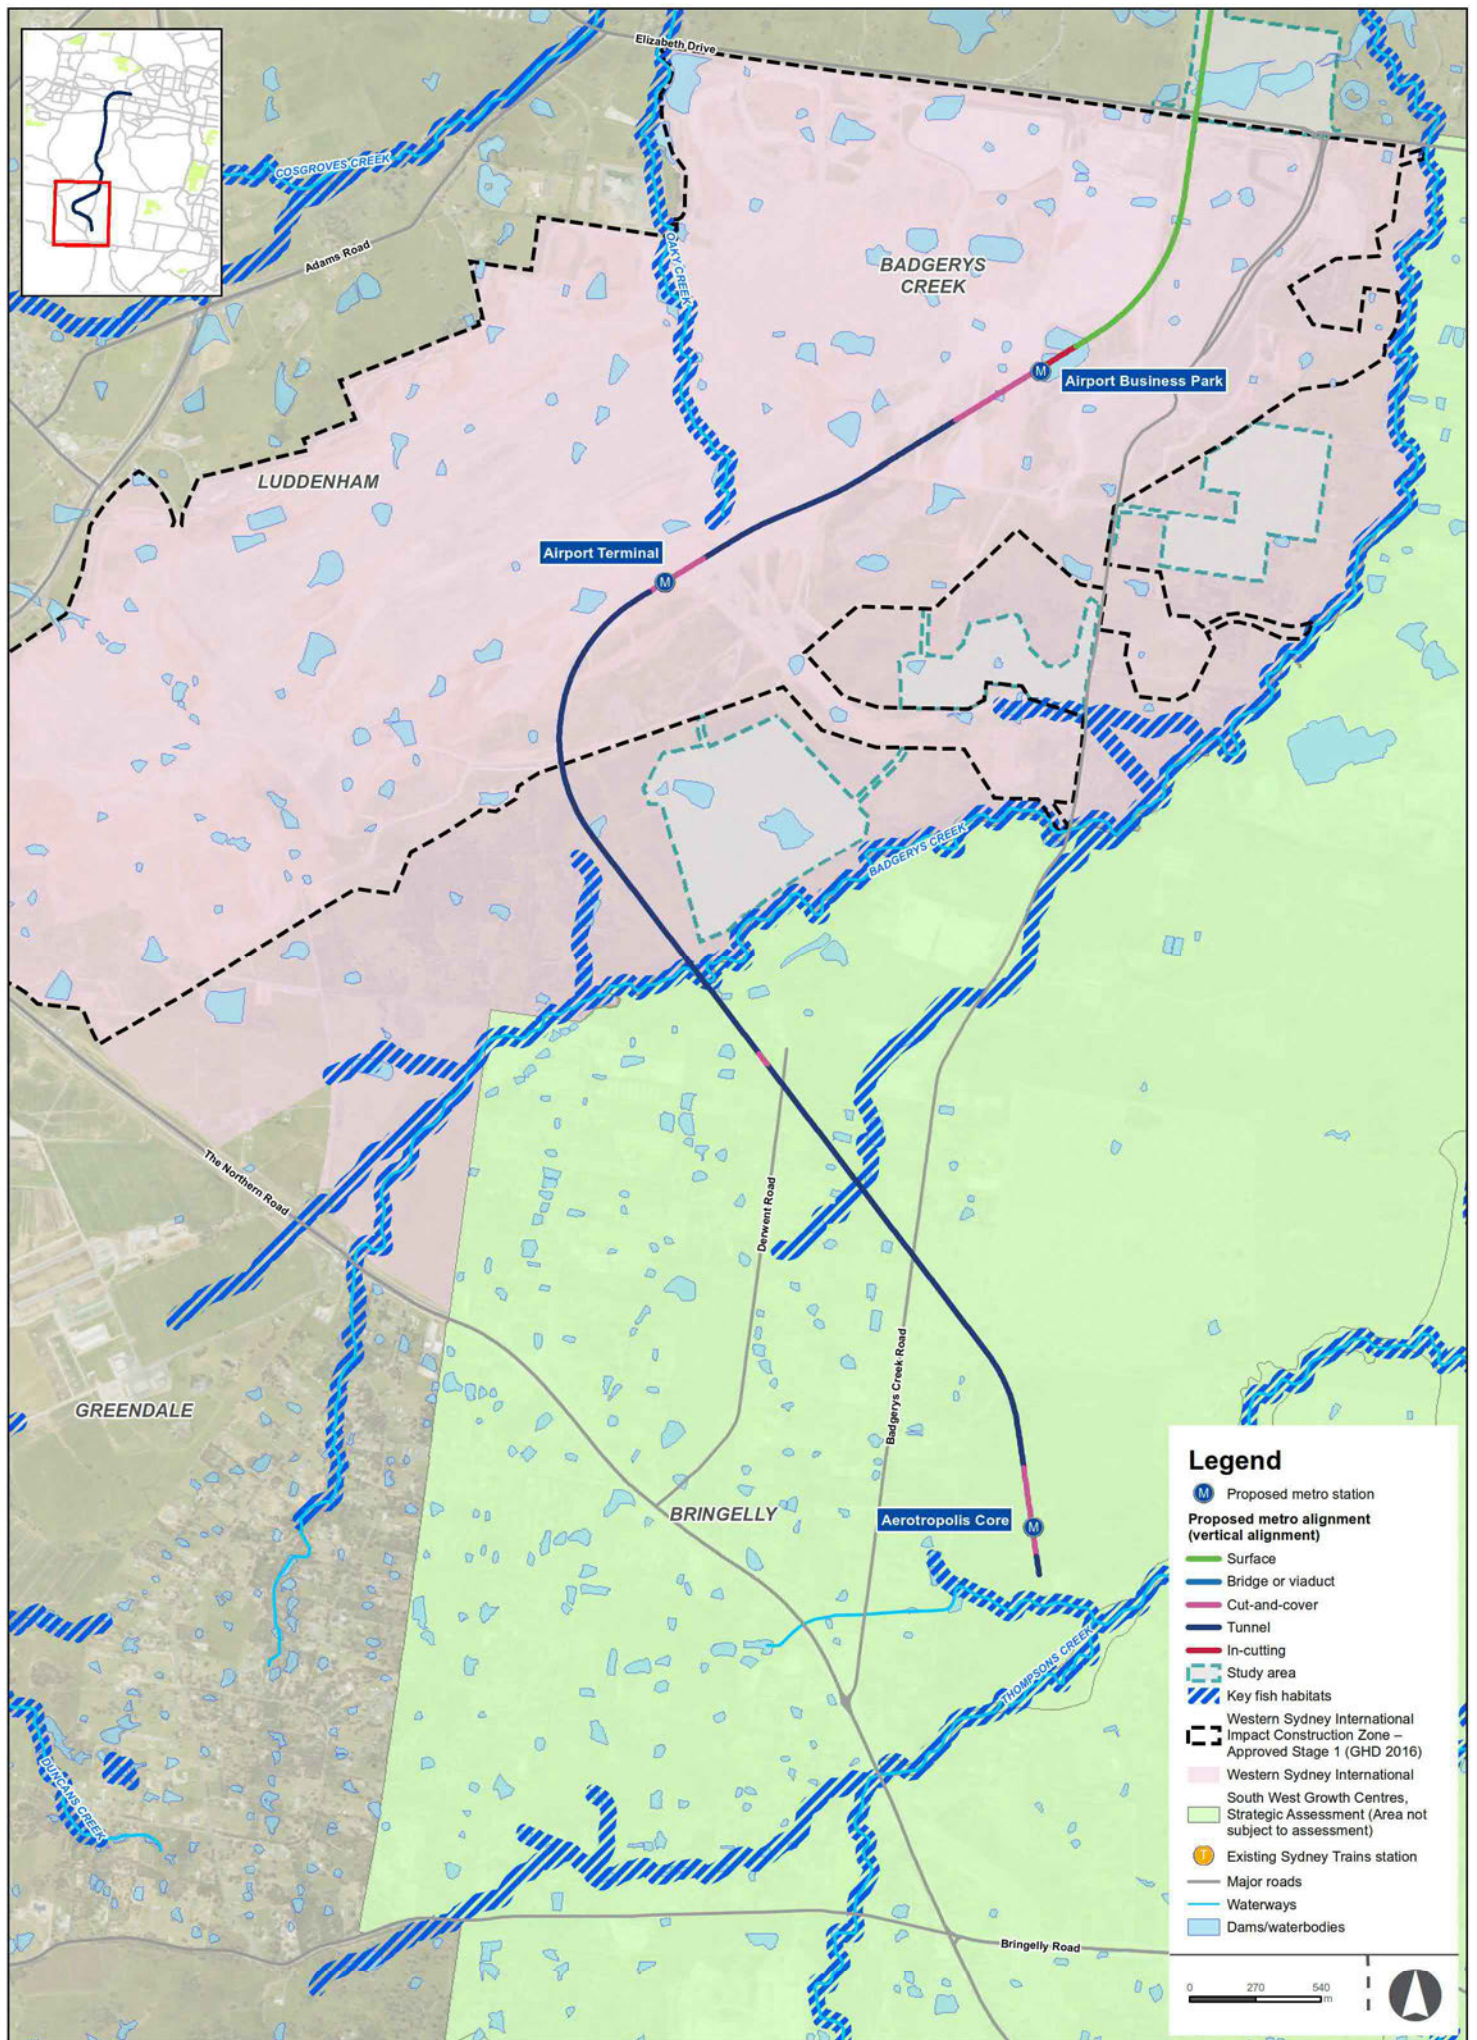 Elizabeth Drive
COSGROVES CREEK
Adams Road
OAKY CREEK
BADGERYS
CREEK
M
Airport Business Park
LUDDENHAM
Airport Terminal
M
BADGERYS CREEK
The Northern Road
Derwent Road
Badgerys Creek Road
GREENDALE
BRINGELLY
Aerotropolis Core
M
THOMPSONS CREEK
DUNCANS CREEK
Bringelly Road
Legend
M Proposed metro station
Proposed metro alignment
(vertical alignment)
Surface
Bridge or viaduct
Cut-and-cover
Tunnel
In-cutting
Study area
Key fish habitats
Western Sydney International
Impact Construction Zone –
Approved Stage 1 (GHD 2016)
Western Sydney International
South West Growth Centres,
Strategic Assessment (Area not
subject to assessment)
T Existing Sydney Trains station
Major roads
Waterways
Dams/waterbodies
0 270 540
m